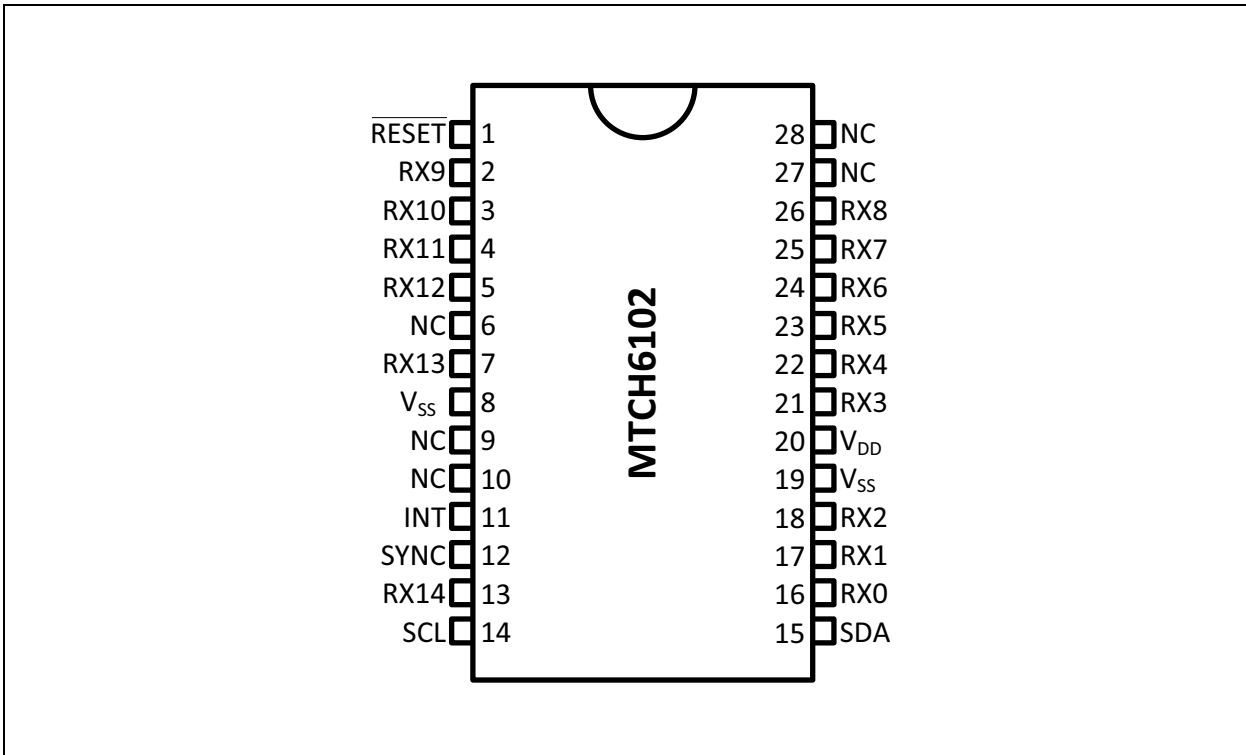 RESET 1 28 NC
RX9 2 27 NC
RX10 3 26 RX8
RX11 4 25 RX7
RX12 5 24 RX6
NC 6 23 RX5
RX13 7 22 RX4
VSS 8 21 RX3
NC 9 20 VDD
NC 10 19 VSS
INT 11 18 RX2
SYNC 12 17 RX1
RX14 13 16 RX0
SCL 14 15 SDA
MTCH6102